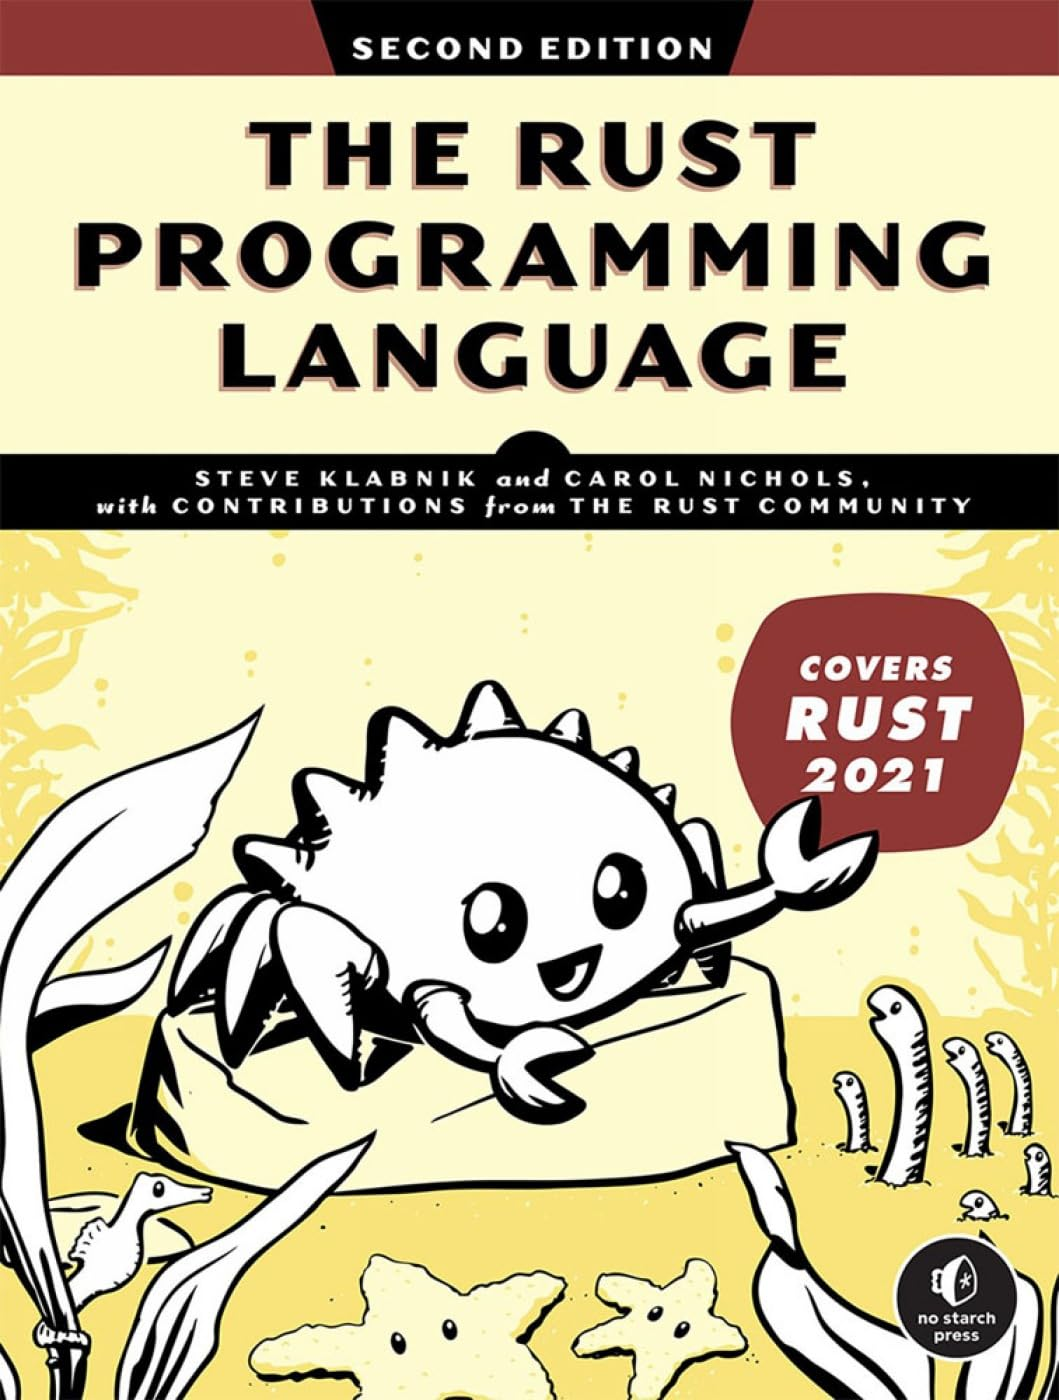 SECOND EDITION
THE RUST
PROGRAMMING
LANGUAGE
STEVE KLABNIK and CAROL NICHOLS,
with CONTRIBUTIONS from THE RUST COMMUNITY
COVERS
RUST
2021
no starch
press